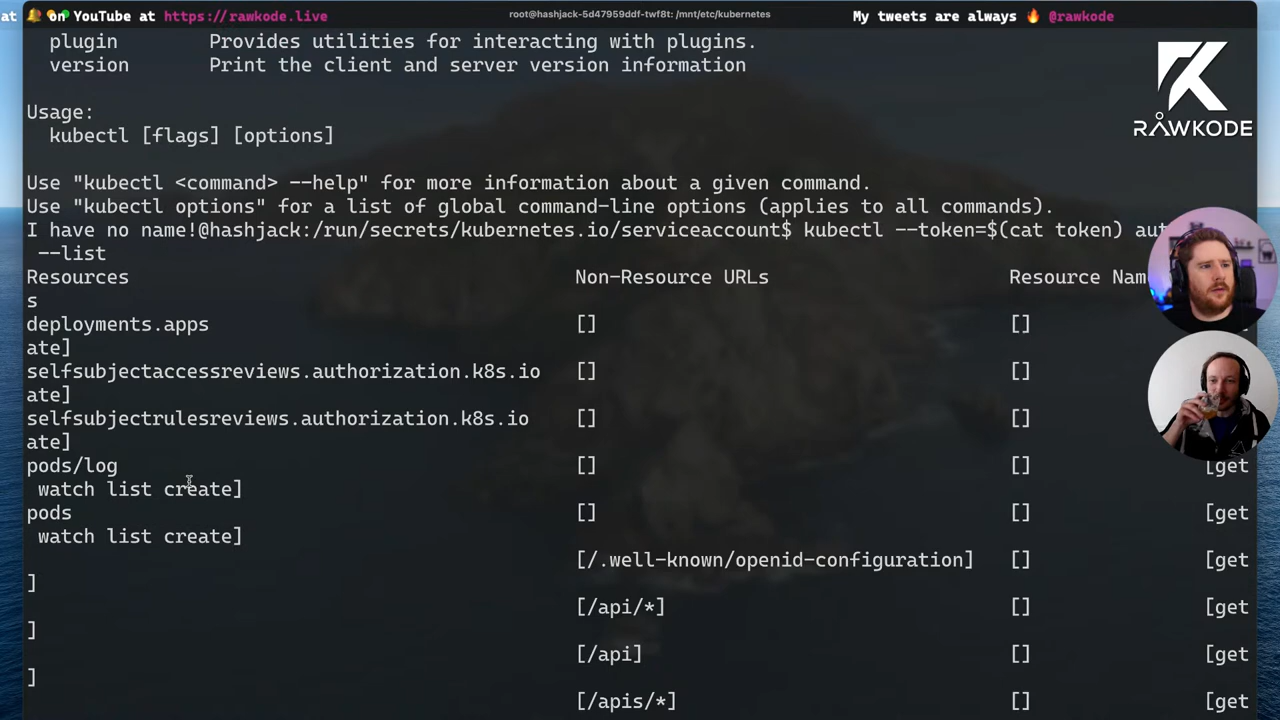 at 🔔 on YouTube at https://rawkode.live
root@hashjack-5d47959ddf-twf8t: /mnt/etc/kubernetes
My tweets are always 🔥 @rawkode
plugin Provides utilities for interacting with plugins.
version Print the client and server version information
RAWKODE
Usage:
kubectl [flags] [options]
Use "kubectl <command> --help" for more information about a given command.
Use "kubectl options" for a list of global command-line options (applies to all commands).
I have no name!@hashjack:/run/secrets/kubernetes.io/serviceaccount$ kubectl --token=$(cat token) au
--list
Resources Non-Resource URLs Resource Nam
s
deployments.apps [] []
ate]
selfsubjectaccessreviews.authorization.k8s.io [] []
ate]
selfsubjectrulesreviews.authorization.k8s.io [] []
ate]
pods/log [] [] [get
watch list create]
pods [] [] [get
watch list create]
[/.well-known/openid-configuration] [] [get
]
[/api/*] [] [get
]
[/api] [] [get
]
[/apis/*] [] [get